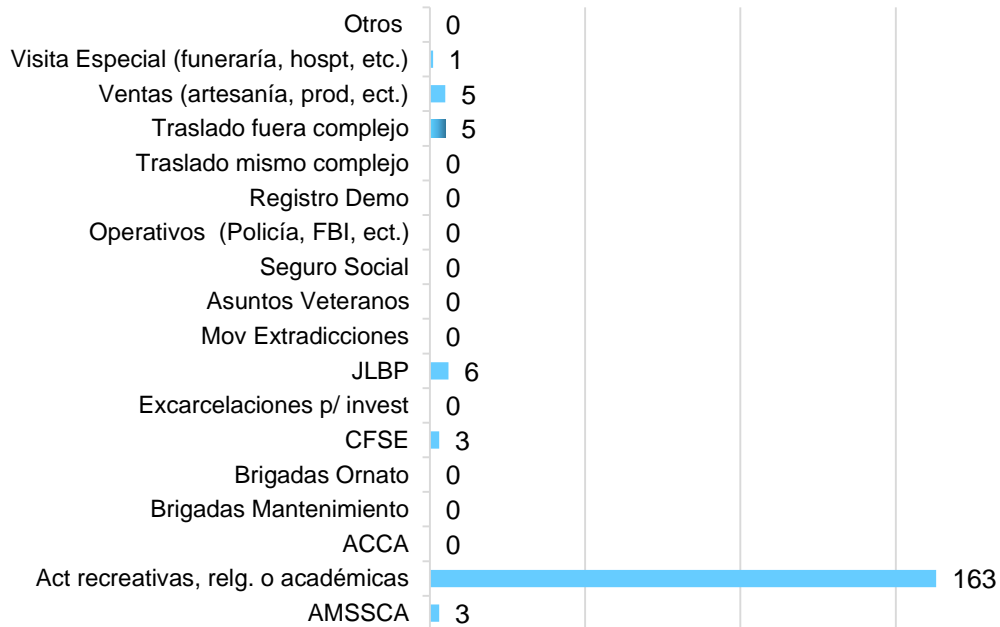 Otros 0
Visita Especial (funeraría, hospt, etc.) 1
Ventas (artesanía, prod, ect.) 5
Traslado fuera complejo 5
Traslado mismo complejo 0
Registro Demo 0
Operativos (Policía, FBI, ect.) 0
Seguro Social 0
Asuntos Veteranos 0
Mov Extradicciones 0
JLBP 6
Excarcelaciones p/ invest 0
CFSE 3
Brigadas Ornato 0
Brigadas Mantenimiento 0
ACCA 0
Act recreativas, relg. o académicas 163
AMSSCA 3